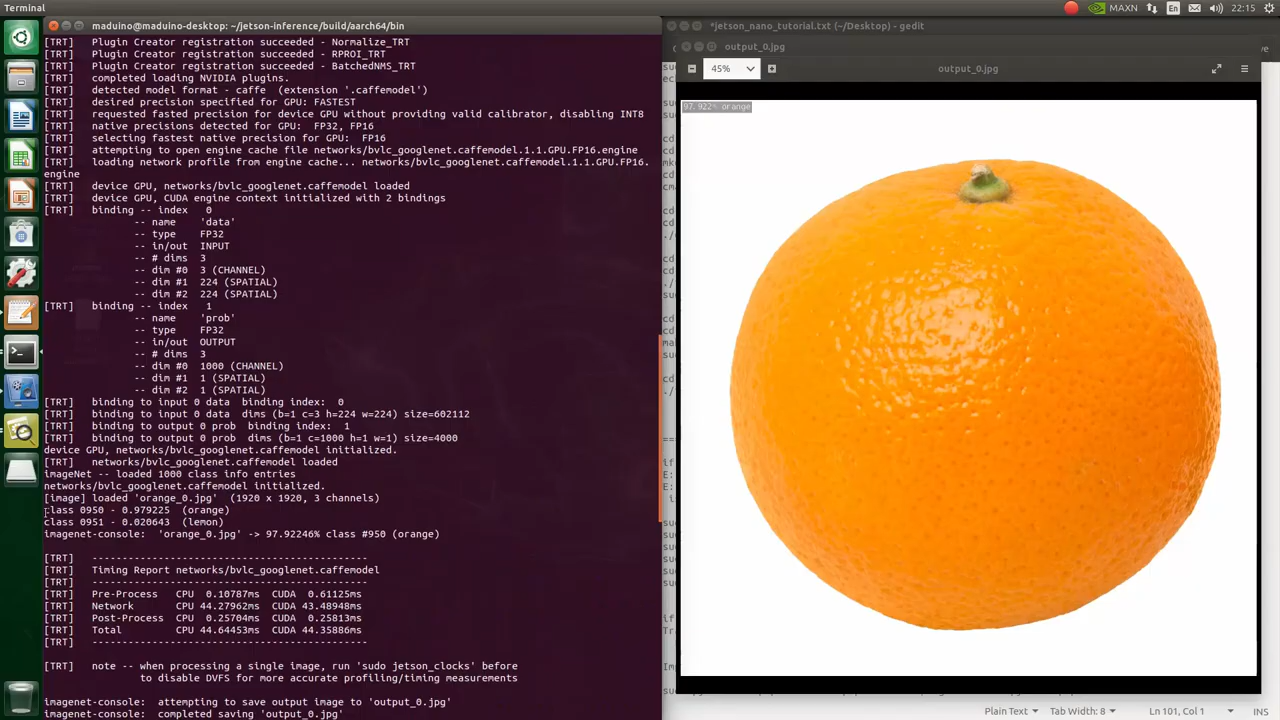 Terminal
MAXN
En
22:15
maduino@maduino-desktop: ~/jetson-inference/build/aarch64/bin
[TRT] Plugin Creator registration succeeded - Normalize_TRT
[TRT] Plugin Creator registration succeeded - RPROI_TRT
[TRT] Plugin Creator registration succeeded - BatchedNMS_TRT
[TRT] completed loading NVIDIA plugins.
[TRT] detected model format - caffe (extension '.caffemodel')
[TRT] desired precision specified for GPU: FASTEST
[TRT] requested fasted precision for device GPU without providing valid calibrator, disabling INT8
[TRT] native precisions detected for GPU: FP32, FP16
[TRT] selecting fastest native precision for GPU: FP16
[TRT] attempting to open engine cache file networks/bvlc_googlenet.caffemodel.1.1.GPU.FP16.engine
[TRT] loading network profile from engine cache... networks/bvlc_googlenet.caffemodel.1.1.GPU.FP16.
engine
[TRT] device GPU, networks/bvlc_googlenet.caffemodel loaded
[TRT] device GPU, CUDA engine context initialized with 2 bindings
[TRT] binding -- index 0
-- name 'data'
-- type FP32
-- in/out INPUT
-- # dims 3
-- dim #0 3 (CHANNEL)
-- dim #1 224 (SPATIAL)
-- dim #2 224 (SPATIAL)
[TRT] binding -- index 1
-- name 'prob'
-- type FP32
-- in/out OUTPUT
-- # dims 3
-- dim #0 1000 (CHANNEL)
-- dim #1 1 (SPATIAL)
-- dim #2 1 (SPATIAL)
[TRT] binding to input 0 data binding index: 0
[TRT] binding to input 0 data dims (b=1 c=3 h=224 w=224) size=602112
[TRT] binding to output 0 prob binding index: 1
[TRT] binding to output 0 prob dims (b=1 c=1000 h=1 w=1) size=4000
device GPU, networks/bvlc_googlenet.caffemodel initialized.
[TRT] networks/bvlc_googlenet.caffemodel loaded
imageNet -- loaded 1000 class info entries
networks/bvlc_googlenet.caffemodel initialized.
[image] loaded 'orange_0.jpg' (1920 x 1920, 3 channels)
class 0950 - 0.979225 (orange)
class 0951 - 0.020643 (lemon)
imagenet-console: 'orange_0.jpg' -> 97.92246% class #950 (orange)
[TRT] ----------------------------------------------
[TRT] Timing Report networks/bvlc_googlenet.caffemodel
[TRT] ----------------------------------------------
[TRT] Pre-Process CPU 0.10787ms CUDA 0.61125ms
[TRT] Network CPU 44.27962ms CUDA 43.48948ms
[TRT] Post-Process CPU 0.25704ms CUDA 0.25813ms
[TRT] Total CPU 44.64453ms CUDA 44.35886ms
[TRT] ----------------------------------------------
[TRT] note -- when processing a single image, run 'sudo jetson_clocks' before
to disable DVFS for more accurate profiling/timing measurements
imagenet-console: attempting to save output image to 'output_0.jpg'
imagenet-console: completed saving 'output_0.jpg'
*jetson_nano_tutorial.txt (~/Desktop) - gedit
output_0.jpg
45%
output_0.jpg
97.922% orange
Plain Text
Tab Width: 8
Ln 101, Col 1
INS